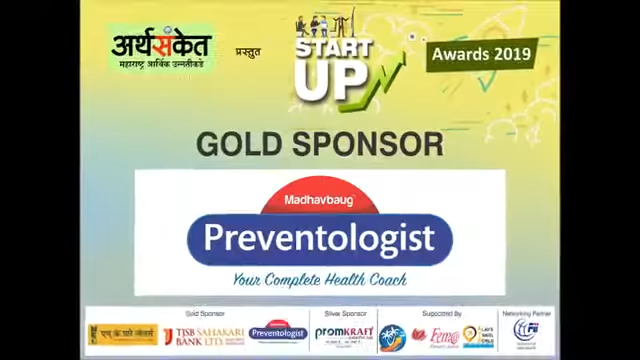 अर्थसंकेत
महाराष्ट्र आर्थिक उन्नतीकडे
प्रस्तुत
START
UP
Awards 2019
GOLD SPONSOR
Madhavbaug
Preventologist
Your Complete Health Coach
Gold Sponsor
Silver Sponsor
Supported By
Networking Partner
TJSB SAHAKARI
BANK LTD.
Madhavbaug
Preventologist
PROMKRAFT